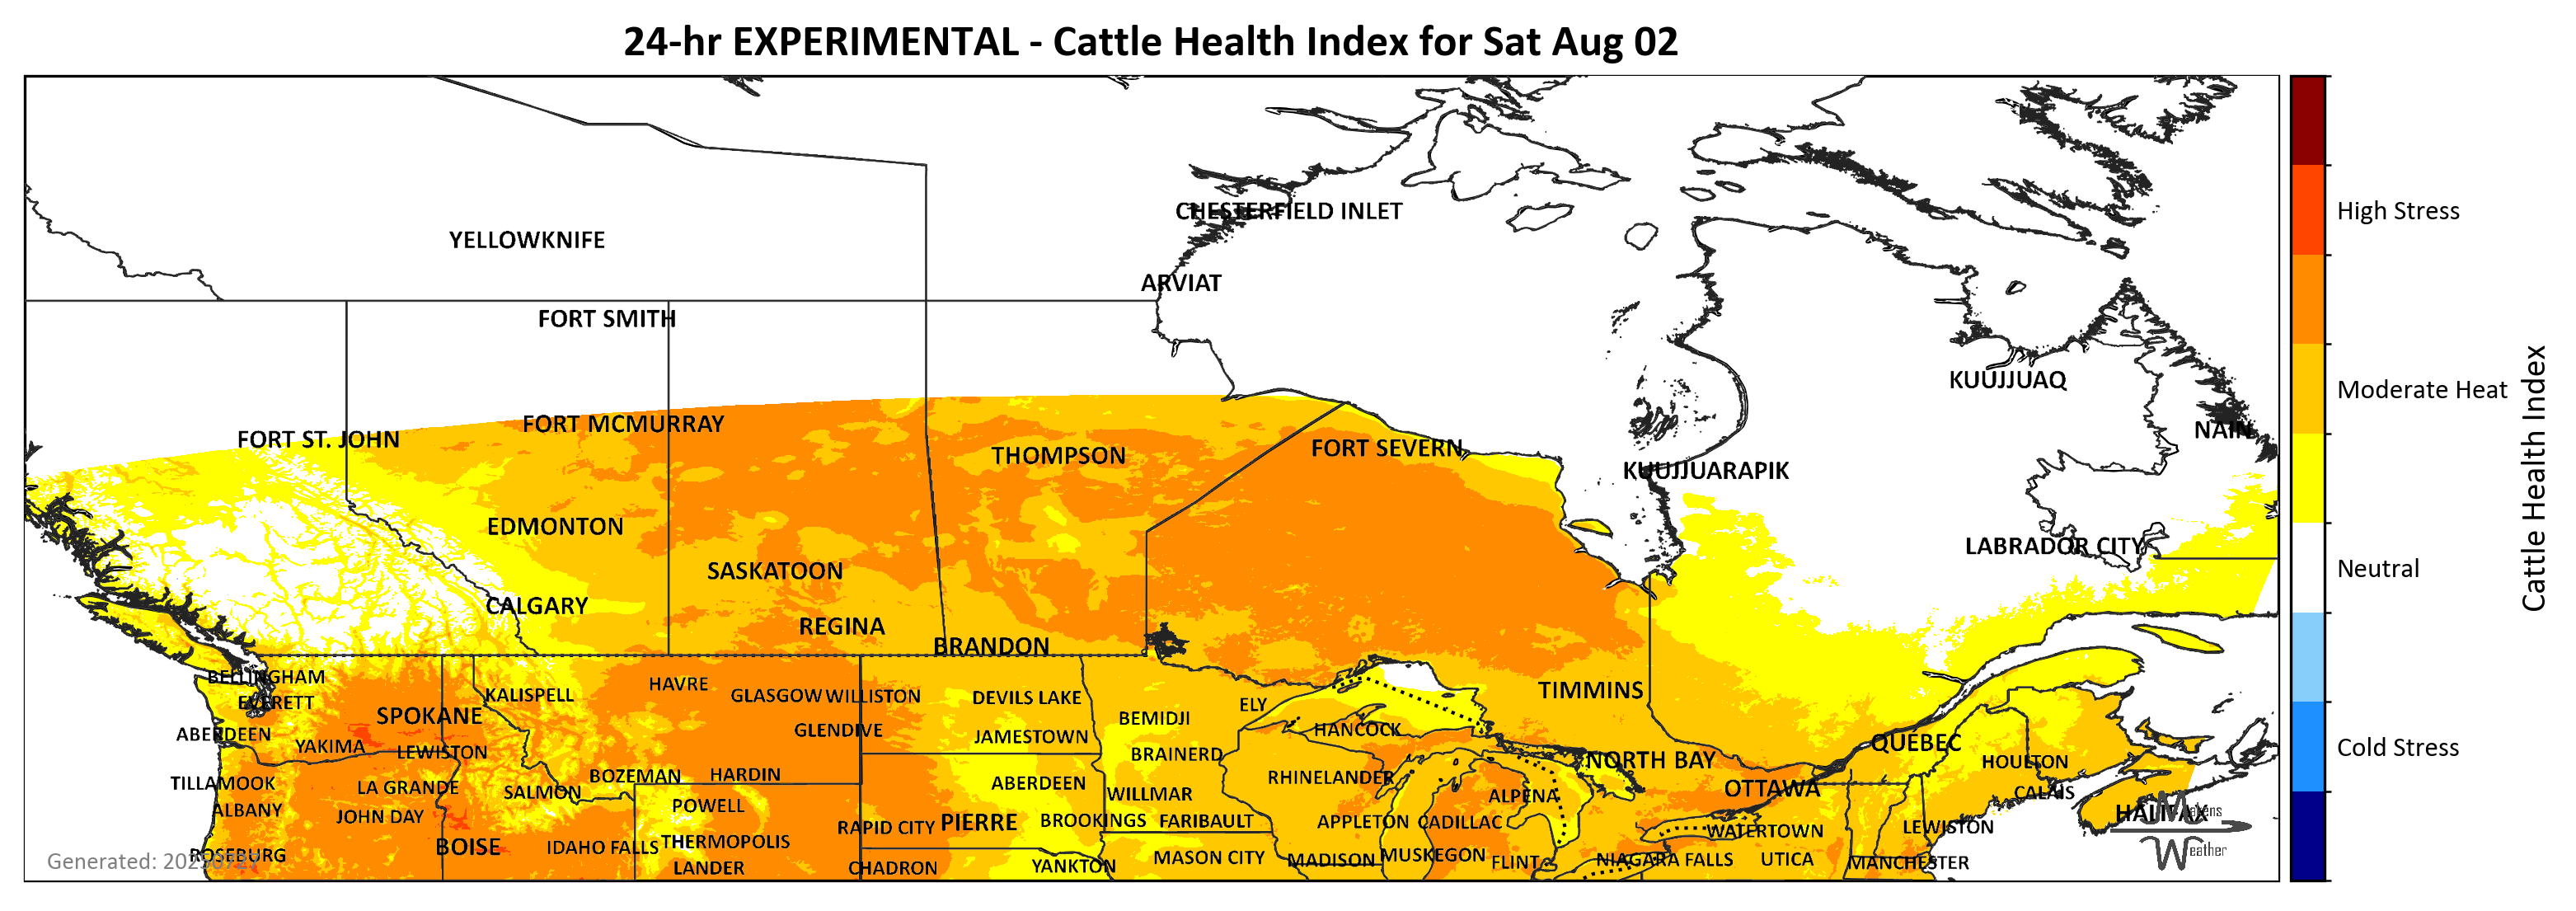 24-hr EXPERIMENTAL - Cattle Health Index for Sat Aug 02
CHESTERFIELD INLET
High Stress
YELLOWKNIFE
ARVIAT
FORT SMITH
KUUJJUAQ
Moderate Heat
FORT MCMURRAY
NAIN
FORT ST. JOHN
FORT SEVERN
THOMPSON
KUUJJUARAPIK
Cattle Health Index
EDMONTON
LABRADOR CITY
SASKATOON
Neutral
CALGARY
REGINA
BRANDON
BELLINGHAM
HAVRE
TIMMINS
KALISPELL
GLASGOW
WILLISTON
DEVILS LAKE
EVERETT
ELY
SPOKANE
BEMIDJI
GLENDIVE
HANCOCK
ABERDEEN
JAMESTOWN
QUEBEC
YAKIMA
LEWISTON
BRAINERD
Cold Stress
NORTH BAY
HOULTON
BOZEMAN
HARDIN
RHINELANDER
TILLAMOOK
LA GRANDE
SALMON
ABERDEEN
OTTAWA
WILLMAR
CALAIS
ALPENA
POWELL
ALBANY
JOHN DAY
HALIFAX
Makens
RAPID CITY
PIERRE
BROOKINGS
FARIBAULT
APPLETON
CADILLAC
WATERTOWN
LEWISTON
BOISE
IDAHO FALLS
THERMOPOLIS
Weather
ROSEBURG
MASON CITY
MADISON
MUSKEGON
FLINT
NIAGARA FALLS
UTICA
MANCHESTER
LANDER
CHADRON
YANKTON
Generated: